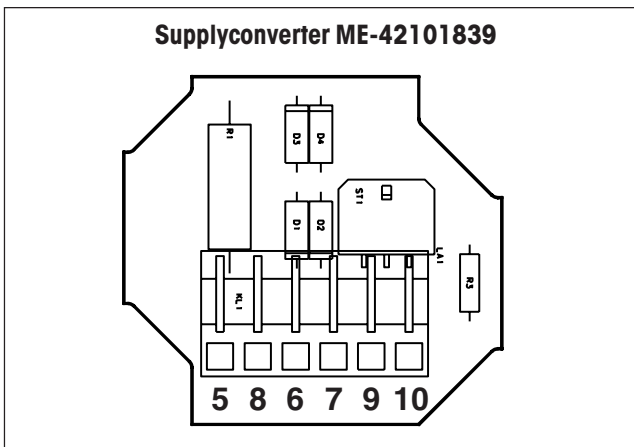 Supplyconverter ME-42101839
R1
D3 D4
ST1
D1 D2
LA1
R3
KL1
5 8 6 7 9 10